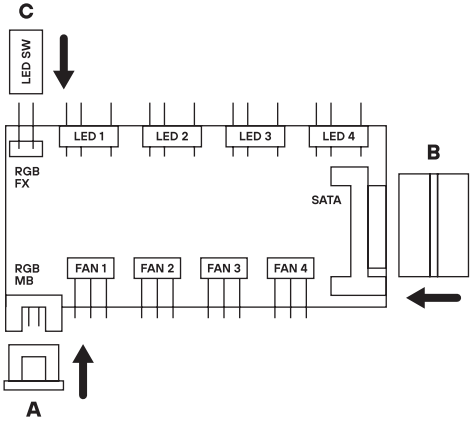 C
LED SW
LED 1
LED 2
LED 3
LED 4
RGB
FX
B
SATA
RGB
MB
FAN 1
FAN 2
FAN 3
FAN 4
A